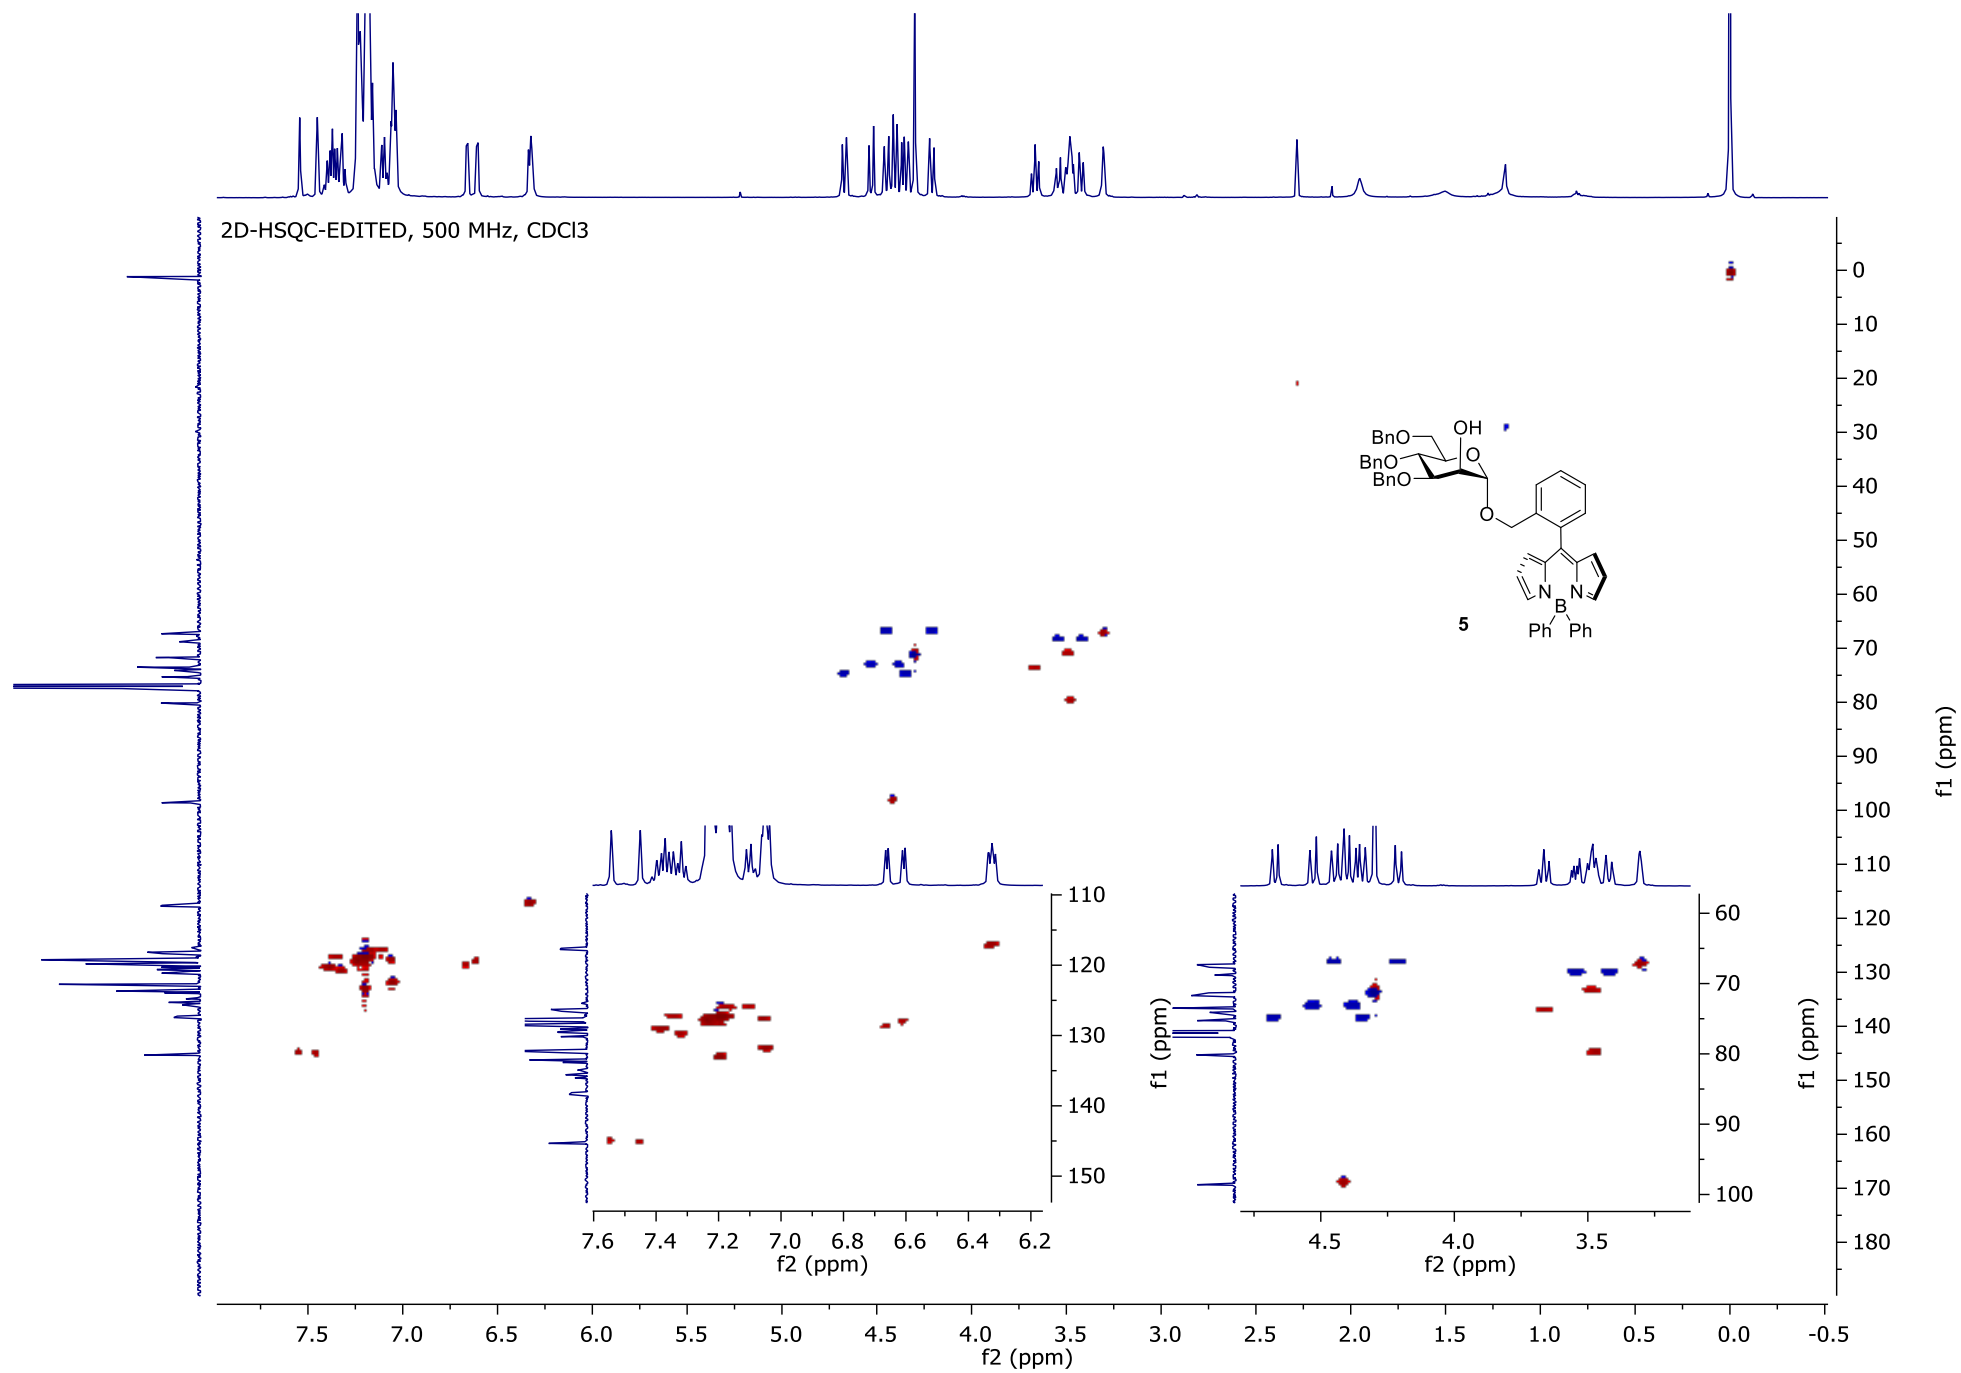 2D-HSQC-EDITED, 500 MHz, CDCl3
0
10
20
30
40
50
60
70
80
90
100
110
120
130
140
150
160
170
180
f1 (ppm)
OH
BnO
O
BnO
BnO
O
N
N
B
Ph
Ph
5
110
120
130
140
150
f1 (ppm)
7.6 7.4 7.2 7.0 6.8 6.6 6.4 6.2
f2 (ppm)
60
70
80
90
100
f1 (ppm)
4.5 4.0 3.5
f2 (ppm)
7.5 7.0 6.5 6.0 5.5 5.0 4.5 4.0 3.5 3.0 2.5 2.0 1.5 1.0 0.5 0.0 -0.5
f2 (ppm)